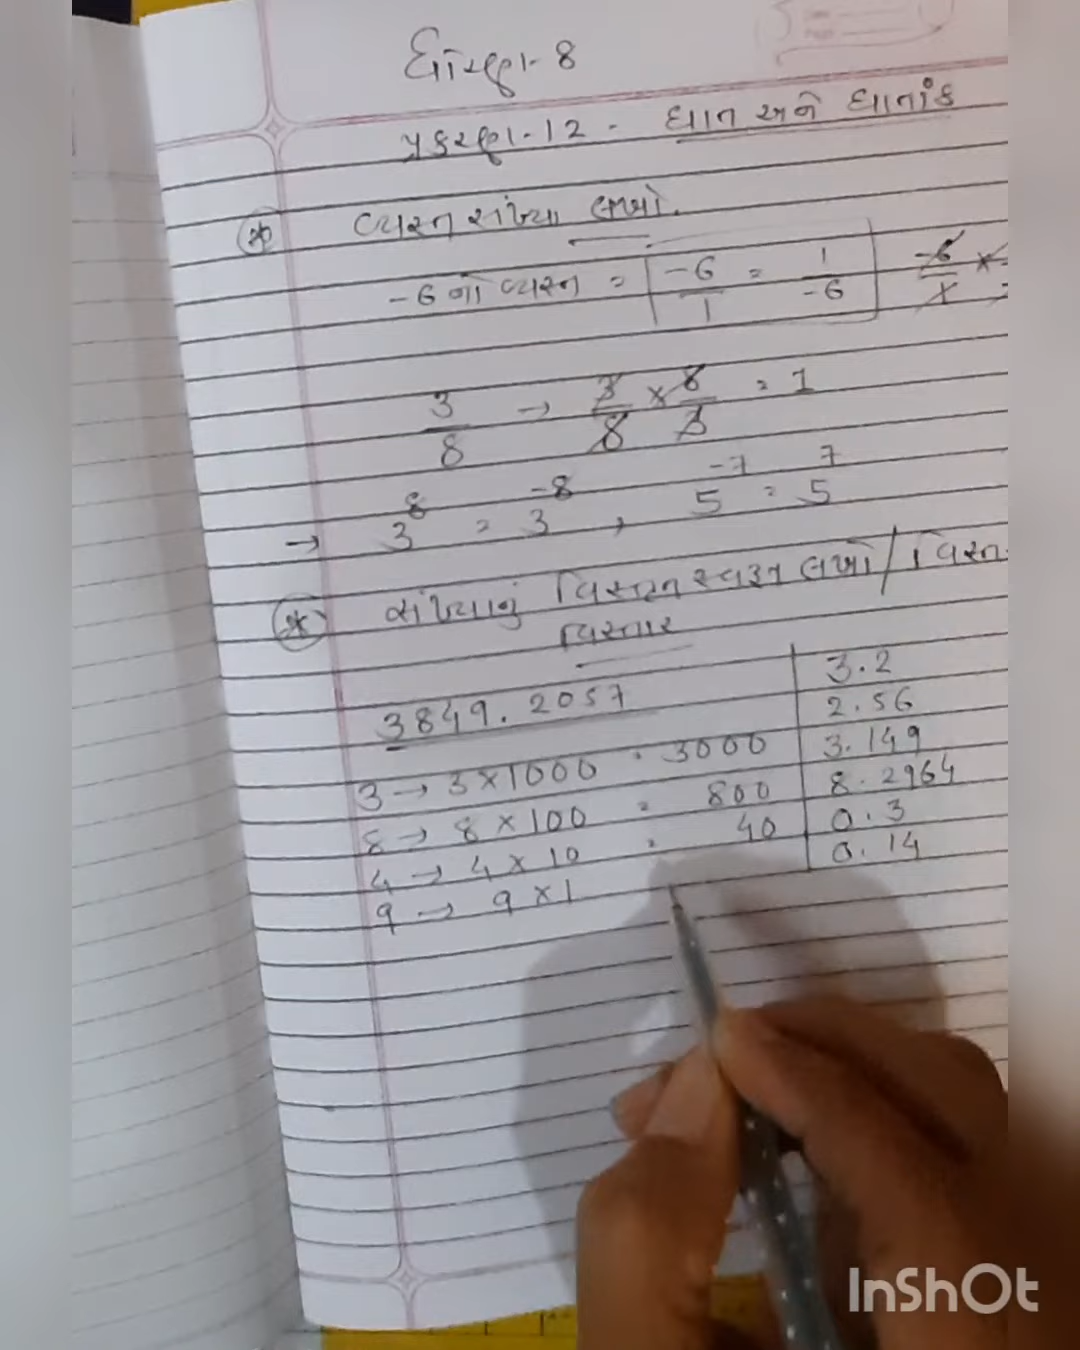 ધોરણ - 8
પ્રકરણ - 12 - ઘાત અને ઘાતાંક
* વ્યસ્ત સંખ્યા લખો.
-6 નો વ્યસ્ત = -6/1 = 1/-6 -6/1 ×
3/8 → 3/8 × 8/3 = 1
→ 3^8 = 3^-8 , 5^-7 = 5^7
* સંખ્યાનું વિસ્તૃત સ્વરૂપ લખો /
વિસ્તાર
3849.2057
3 → 3×1000 = 3000
8 → 8 × 100 = 800
4 → 4 × 10 = 40
9 → 9 × 1
3.2
2.56
3.149
8.2964
0.3
0.14
InShOt